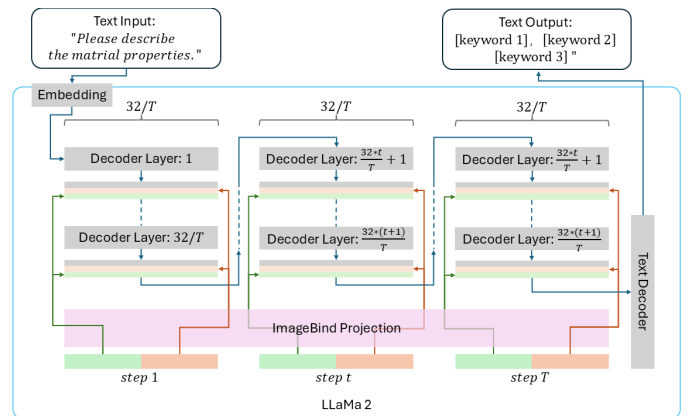 Text Input:
"Please describe
the matrial properties."
Text Output:
[keyword 1], [keyword 2]
[keyword 3] "
Embedding
32/T
32/T
32/T
Decoder Layer: 1
Decoder Layer: 32*t/T + 1
Decoder Layer: 32*t/T + 1
Decoder Layer: 32/T
Decoder Layer: 32*(t+1)/T
Decoder Layer: 32*(t+1)/T
Text Decoder
ImageBind Projection
step 1
step t
step T
LLaMa 2